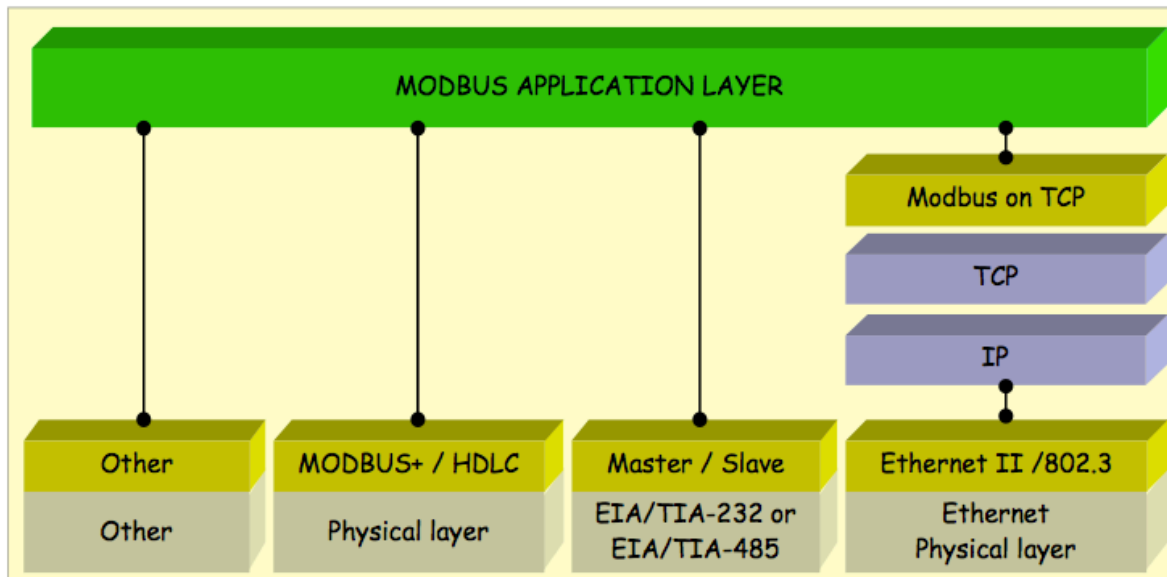 MODBUS APPLICATION LAYER
Modbus on TCP
TCP
IP
Other
MODBUS+ / HDLC
Master / Slave
Ethernet II /802.3
Other
Physical layer
EIA/TIA-232 or
EIA/TIA-485
Ethernet
Physical layer